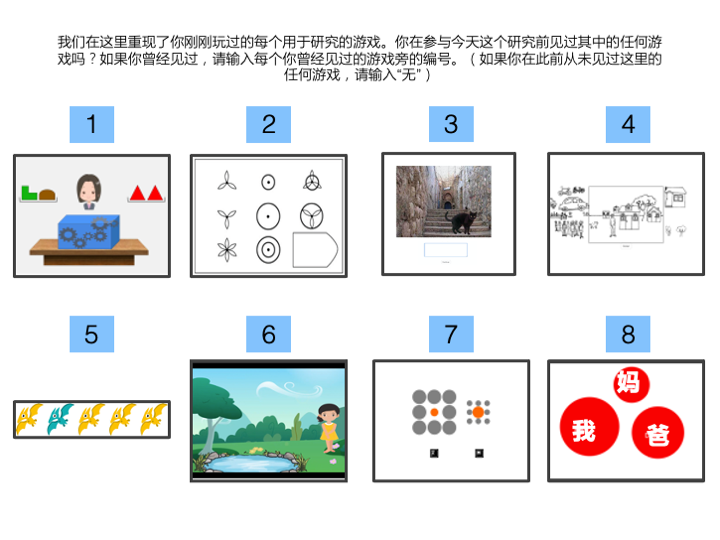 我们在这里重现了你刚刚玩过的每个用于研究的游戏。你在参与今天这个研究前见过其中的任何游
戏吗？如果你曾经见过，请输入每个你曾经见过的游戏旁的编号。（如果你在此前从未见过这里的
任何游戏，请输入“无”）
1
2
3
4
5
6
7
8
妈
我
爸